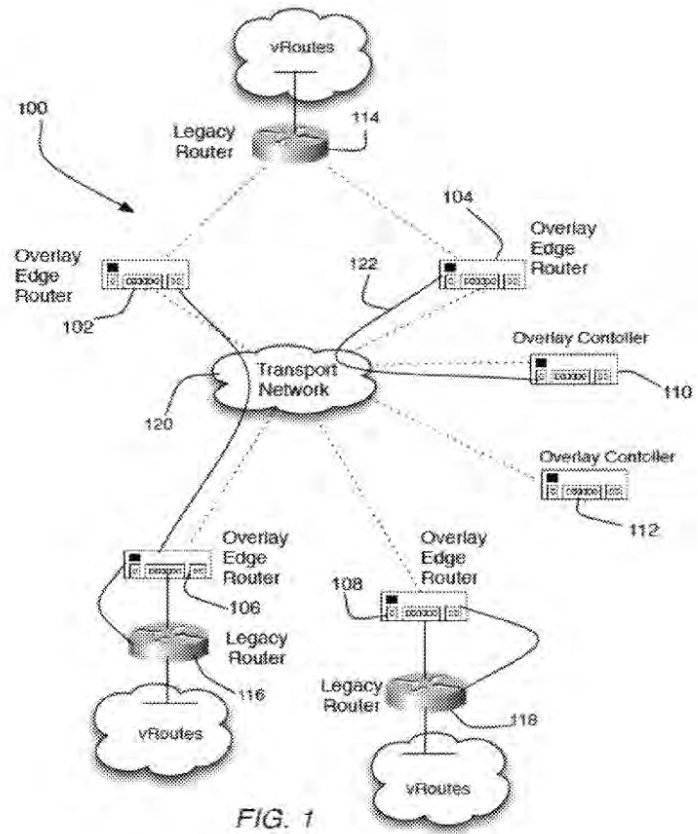 vRoutes
100
Legacy
Router
114
104
Overlay
Edge
Router
Overlay
Edge
Router
102
122
Overlay Contoller
Transport
Network
110
120
Overlay Contoller
112
Overlay
Edge
Router
106
Overlay
Edge
Router
108
Legacy
Router
116
Legacy
Router
118
vRoutes
vRoutes
FIG. 1